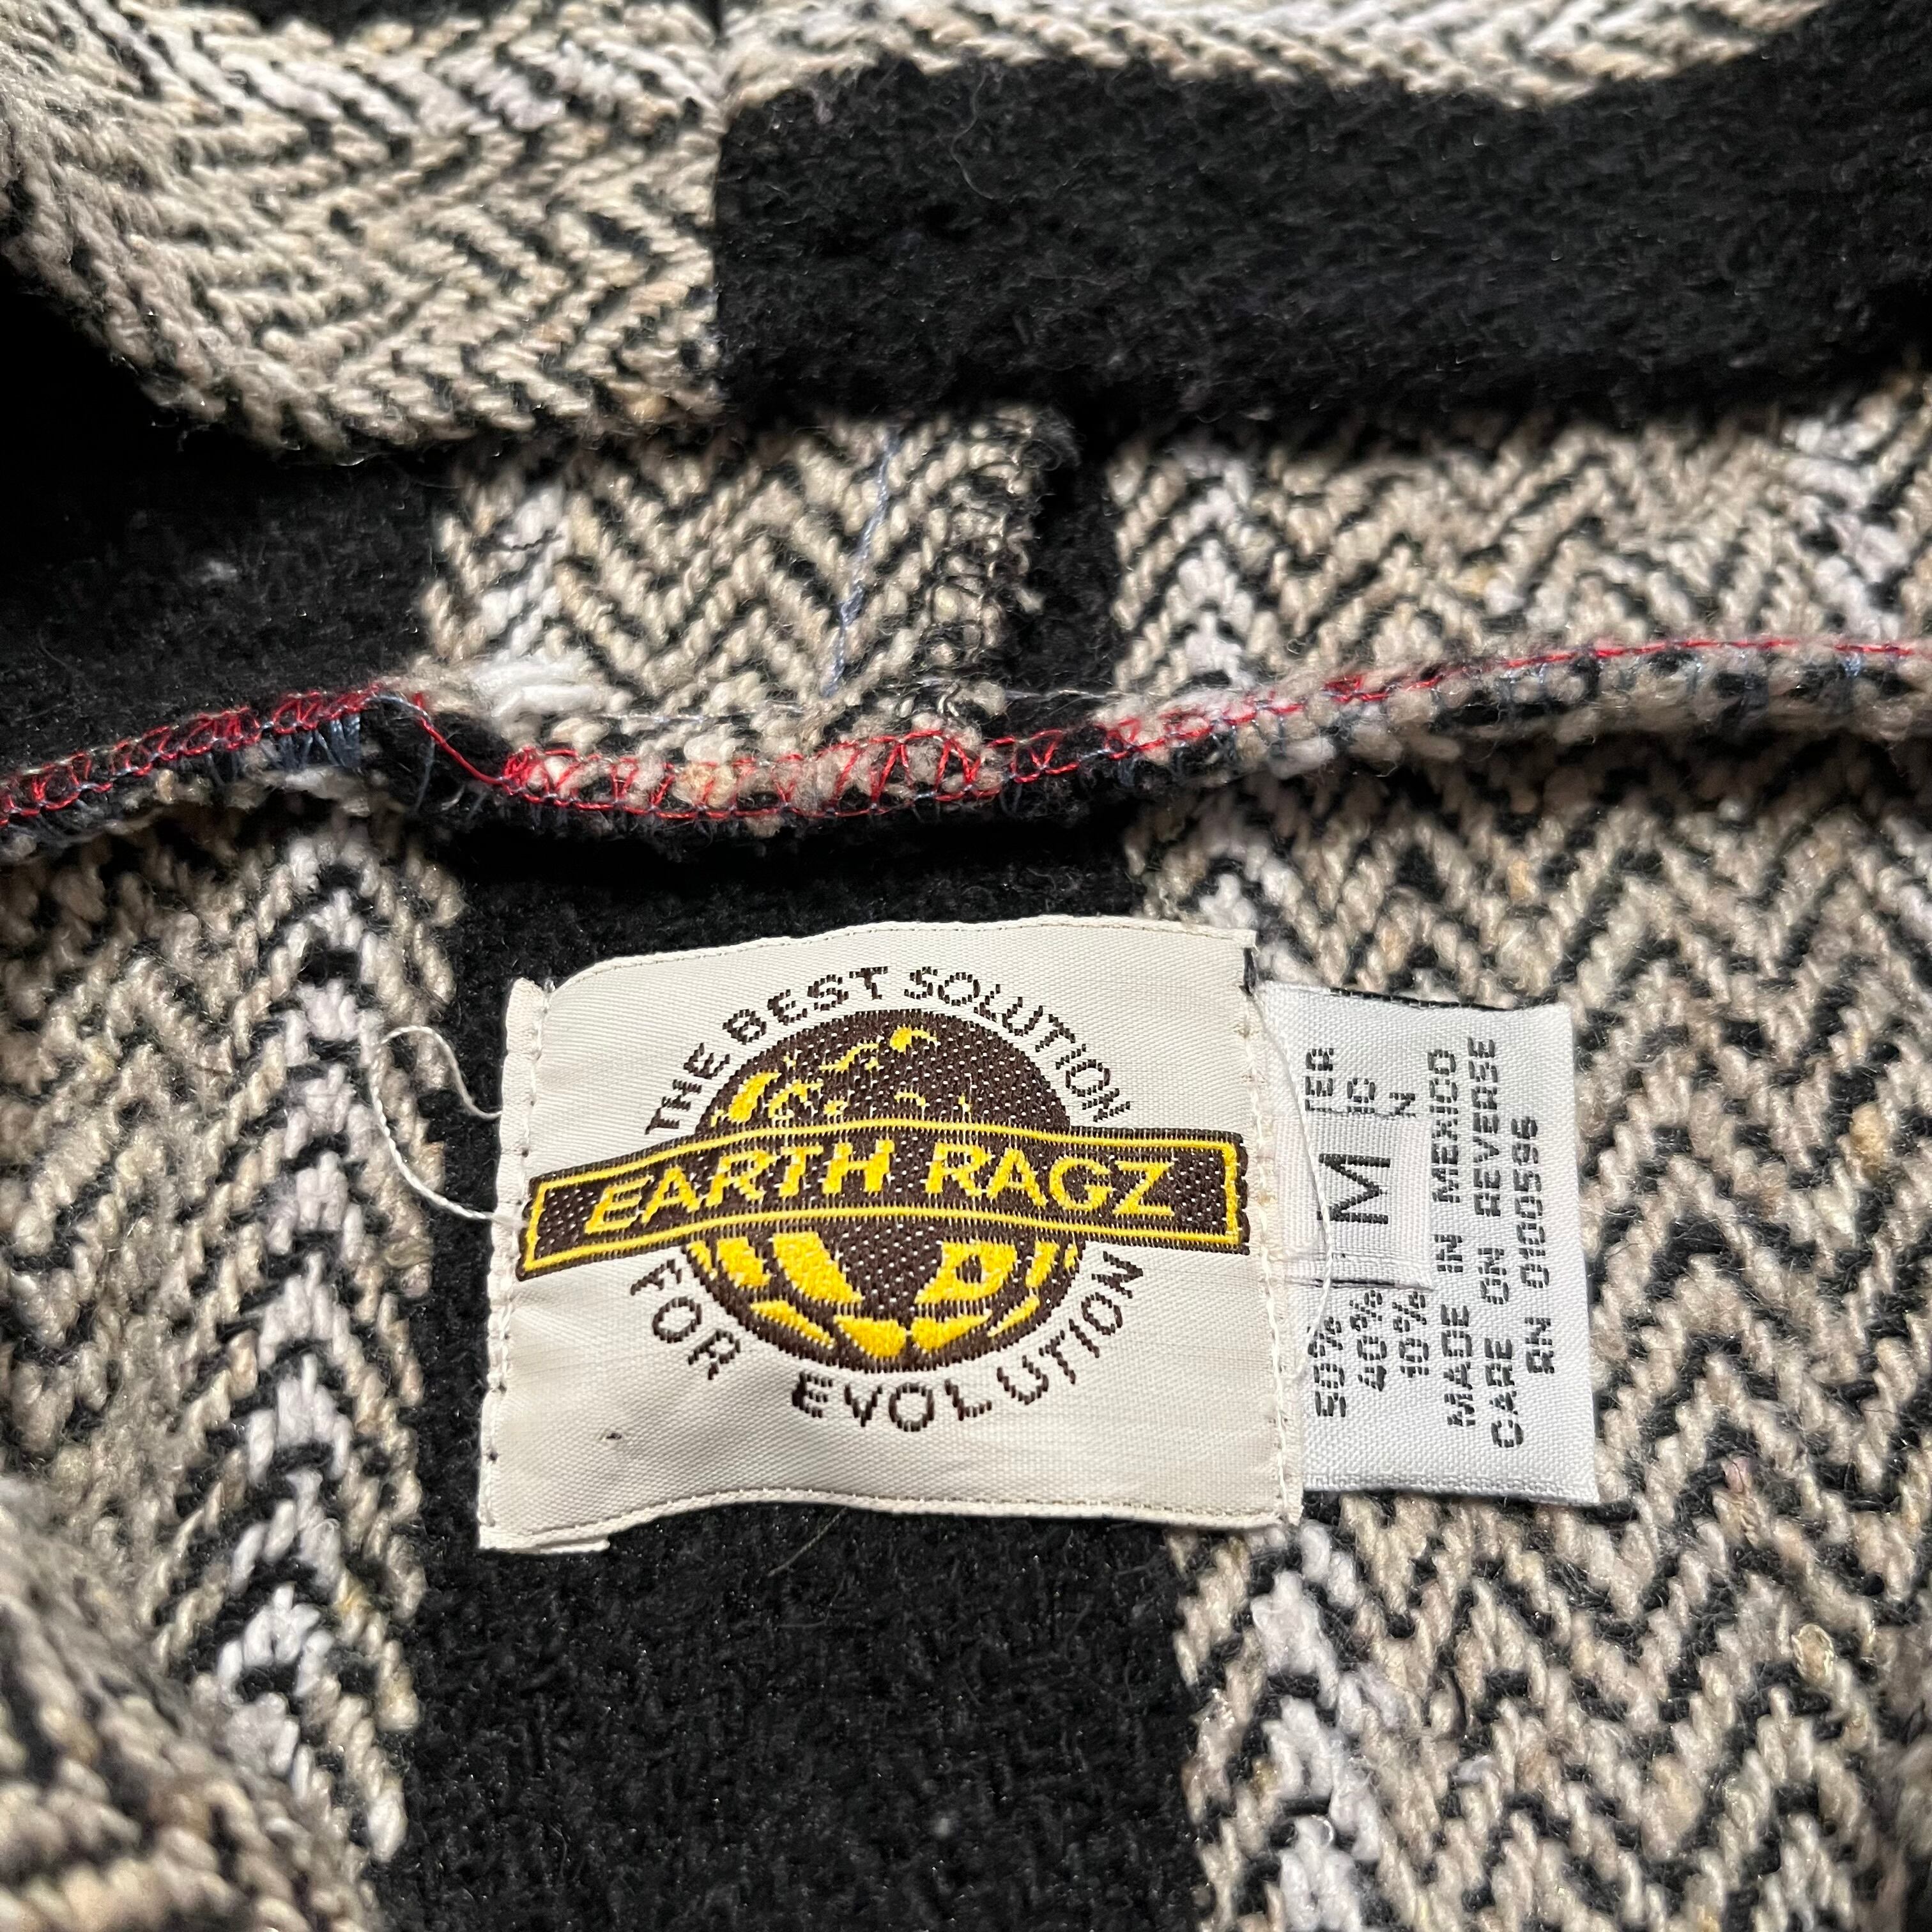 THE BEST SOLUTION
EARTH RAGZ
FOR EVOLUTION
M
50%
40%
10%
MADE IN MEXICO
CARE ON REVERSE
RN 0100596